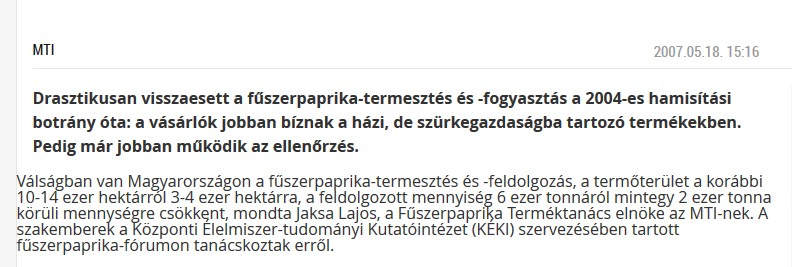 MTI
2007.05.18. 15:16
Drasztikusan visszaesett a fűszerpaprika-termesztés és -fogyasztás a 2004-es hamisítási
botrány óta: a vásárlók jobban bíznak a házi, de szürkegazdaságba tartozó termékekben.
Pedig már jobban működik az ellenőrzés.
Válságban van Magyarországon a fűszerpaprika-termesztés és -feldolgozás, a termőterület a korábbi
10-14 ezer hektárról 3-4 ezer hektárra, a feldolgozott mennyiség 6 ezer tonnáról mintegy 2 ezer tonna
körüli mennységre csökkent, mondta Jaksa Lajos, a Fűszerpaprika Terméktanács elnöke az MTI-nek. A
szakemberek a Központi Élelmiszer-tudományi Kutatóintézet (KÉKI) szervezésében tartott
fűszerpaprika-fórumon tanácskoztak erről.